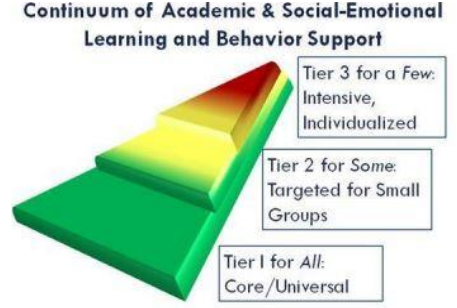 Continuum of Academic & Social-Emotional
Learning and Behavior Support
Tier 3 for a Few:
Intensive,
Individualized
Tier 2 for Some:
Targeted for Small
Groups
Tier I for All:
Core/Universal